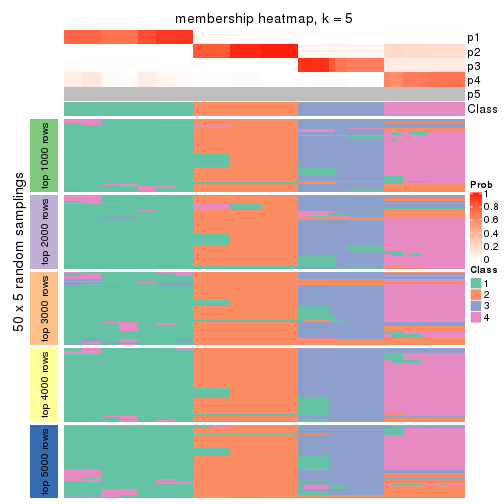 membership heatmap, k = 5
p1
p2
p3
p4
p5
Class
50 x 5 random samplings
top 1000 rows
top 2000 rows
top 3000 rows
top 4000 rows
top 5000 rows
Prob
1
0.8
0.6
0.4
0.2
0
Class
1
2
3
4